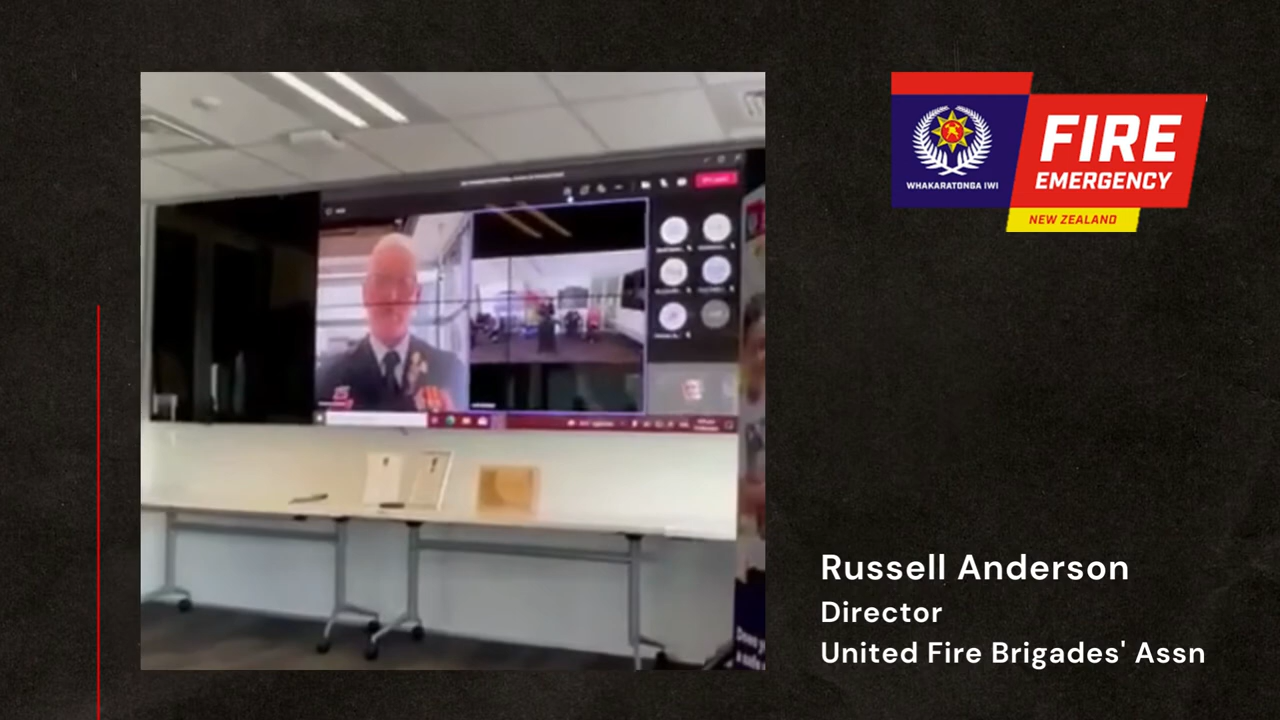 WHAKARATONGA IWI
FIRE
EMERGENCY
NEW ZEALAND
Russell Anderson
Director
United Fire Brigades' Assn